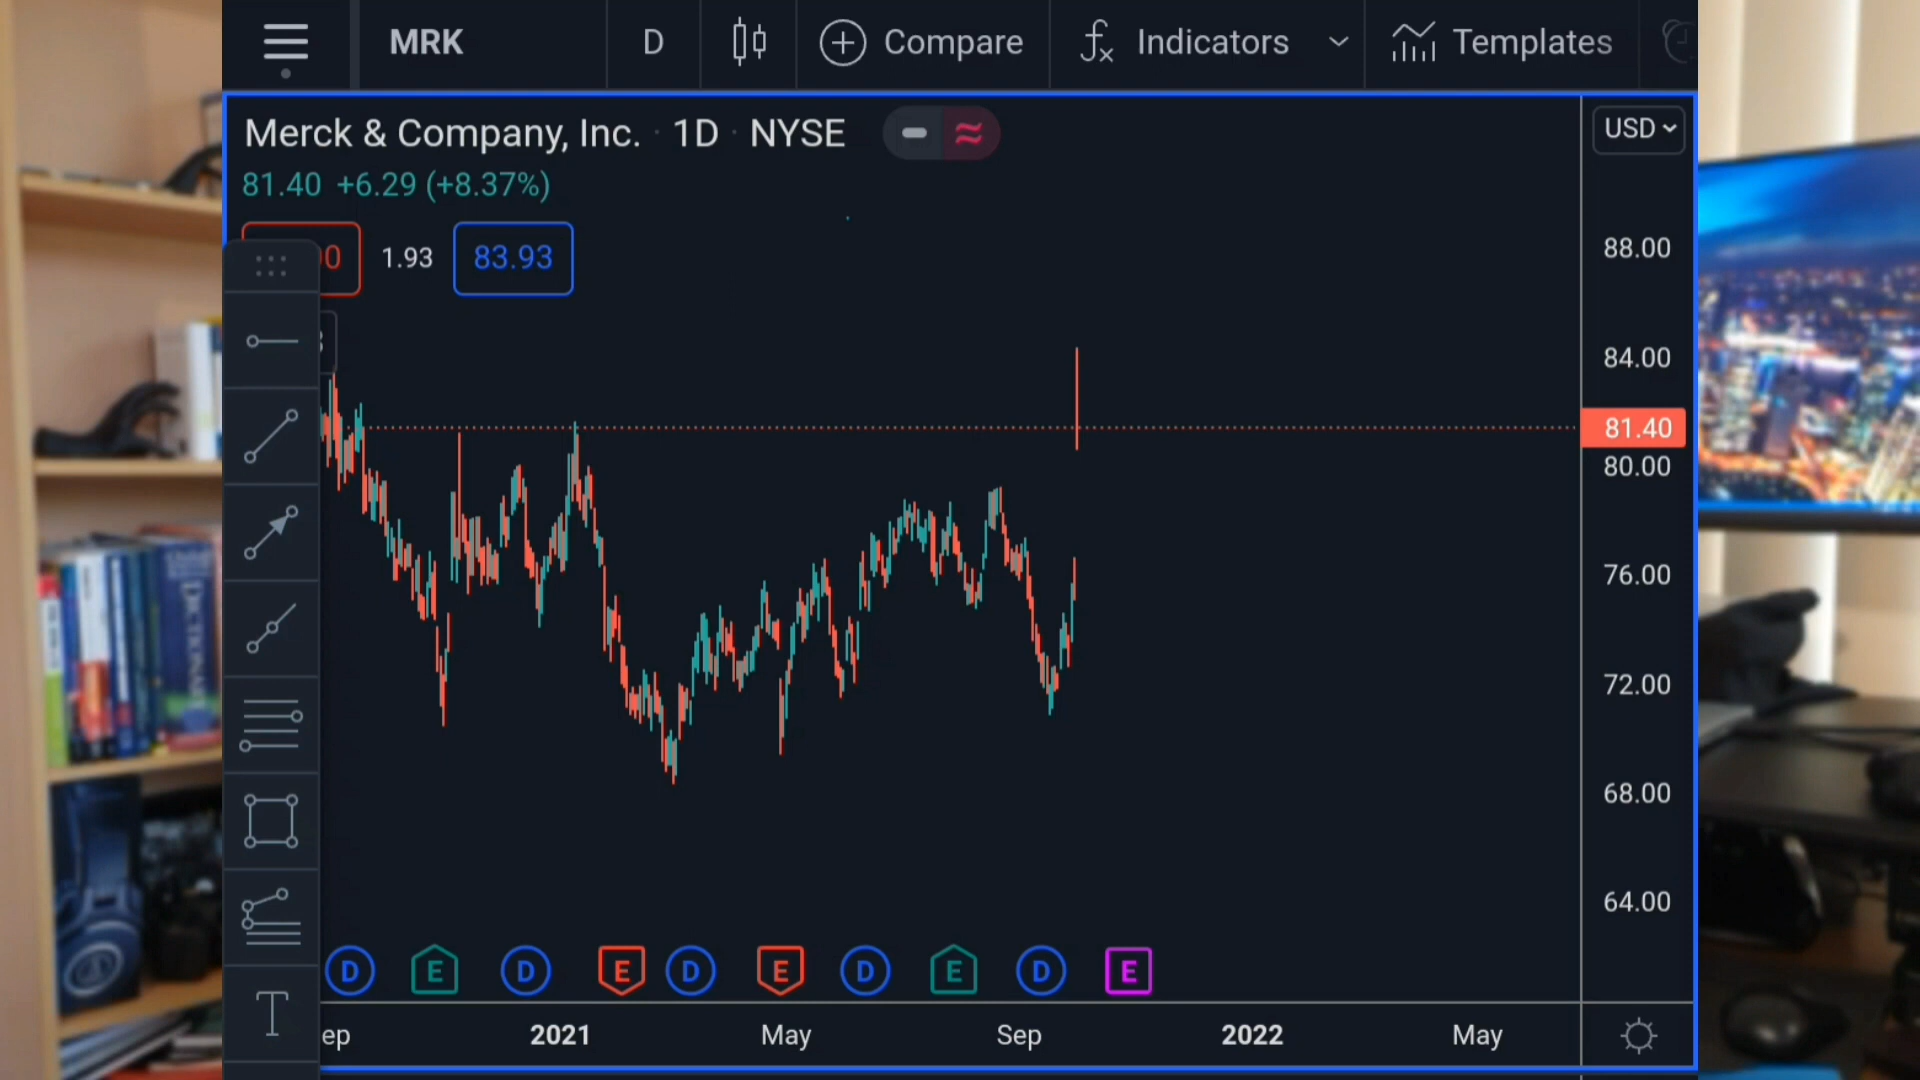 MRK D Compare Indicators Templates
Merck & Company, Inc. · 1D · NYSE
USD
81.40 +6.29 (+8.37%)
1.93 83.93
88.00
84.00
81.40
80.00
76.00
72.00
68.00
64.00
D E D E D E D E D E
T
ep 2021 May Sep 2022 May
DICTIONARY